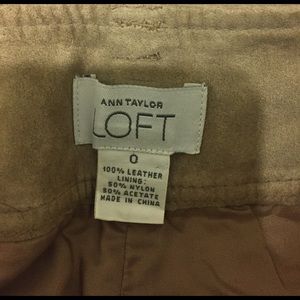 ANN TAYLOR
LOFT
0
100% LEATHER
LINING:
50% NYLON
50% ACETATE
MADE IN CHINA